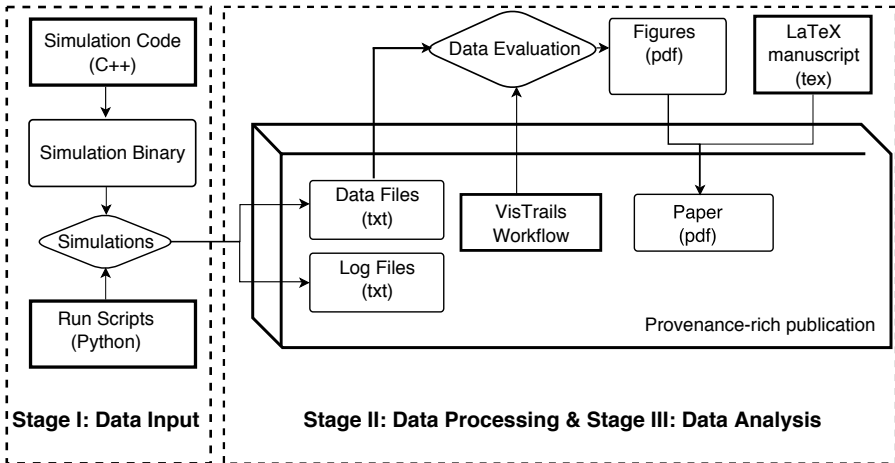 Simulation Code
(C++)
Simulation Binary
Simulations
Run Scripts
(Python)
Stage I: Data Input
Data Evaluation
Figures
(pdf)
LaTeX
manuscript
(tex)
Data Files
(txt)
Log Files
(txt)
VisTrails
Workflow
Paper
(pdf)
Provenance-rich publication
Stage II: Data Processing & Stage III: Data Analysis